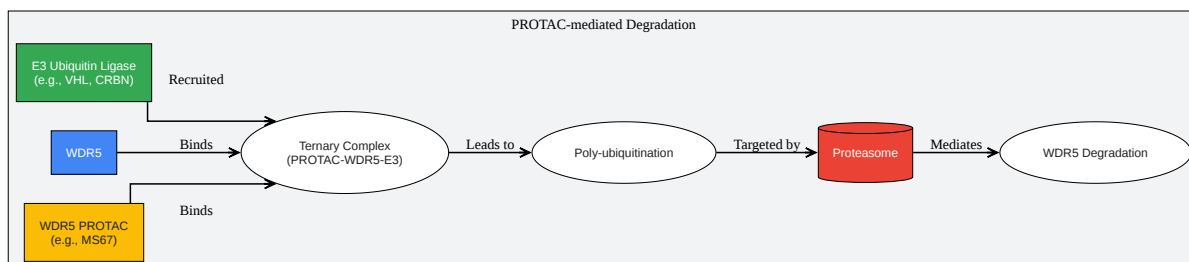 PROTAC-mediated Degradation
E3 Ubiquitin Ligase
(e.g., VHL, CRBN)
Recruited
WDR5
Binds
Ternary Complex
(PROTAC-WDR5-E3)
Leads to
Poly-ubiquitination
Targeted by
Proteasome
Mediates
WDR5 Degradation
WDR5 PROTAC
(e.g., MS67)
Binds